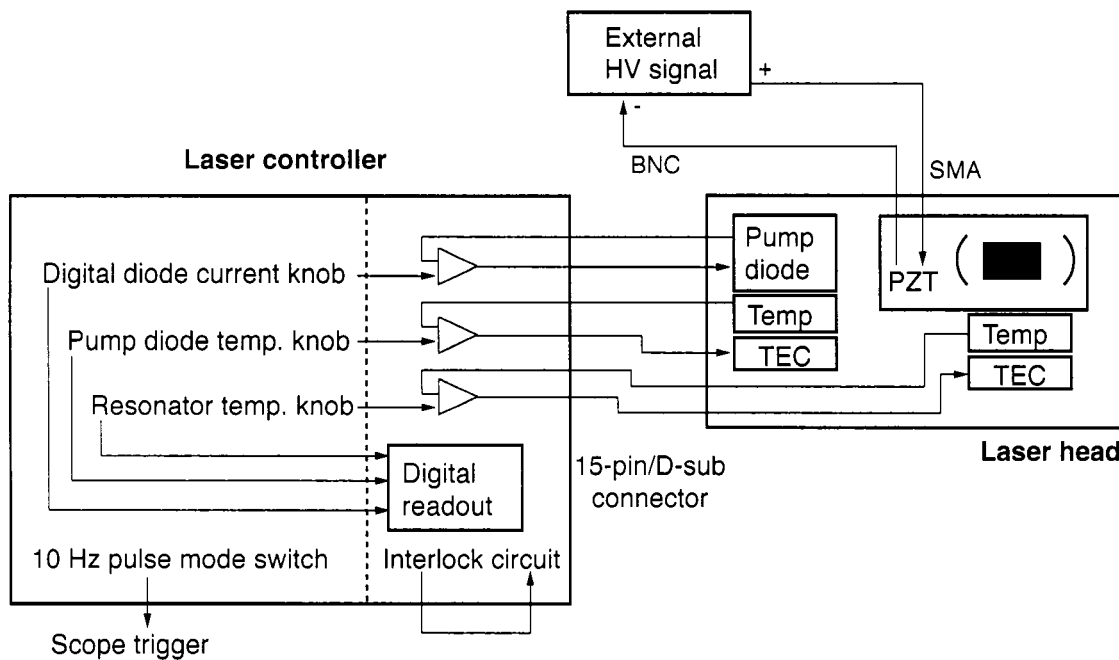 External
HV signal
+
-
BNC
SMA
Laser controller
Digital diode current knob
Pump diode temp. knob
Resonator temp. knob
Digital
readout
10 Hz pulse mode switch
Interlock circuit
Scope trigger
15-pin/D-sub
connector
Pump
diode
Temp
TEC
PZT
Temp
TEC
Laser head